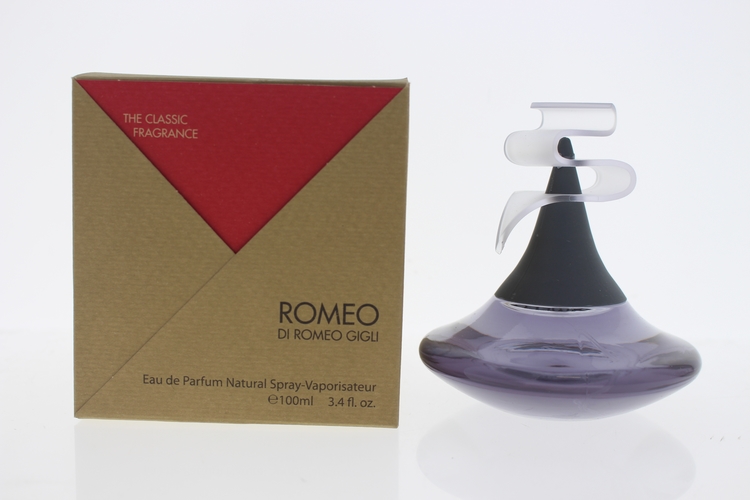 THE CLASSIC
FRAGRANCE
ROMEO
DI ROMEO GIGLI
Eau de Parfum Natural Spray-Vaporisateur
℮100ml 3.4 fl. oz.